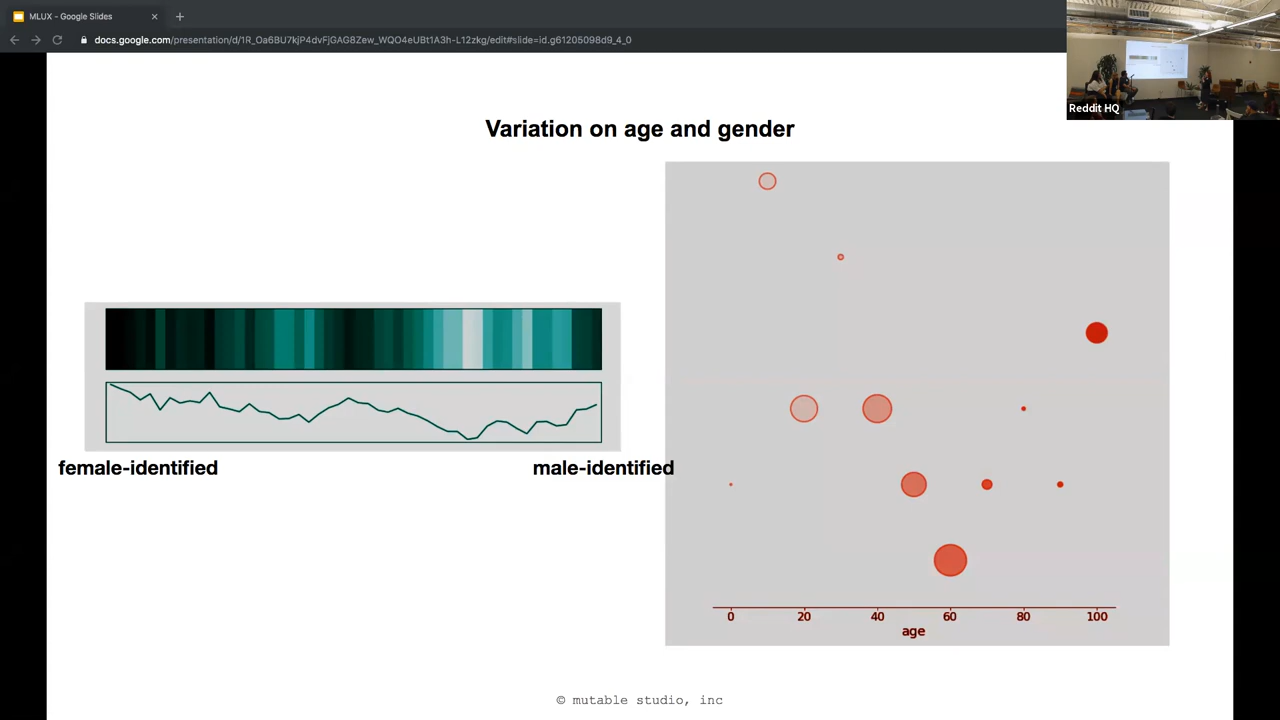 MLUX - Google Slides
docs.google.com/presentation/d/1R_Oa6BU7kjP4dvFjGAG8Zew_WQO4eUBt1A3h-L12zkg/edit#slide=id.g61205098d9_4_0
Reddit HQ
Variation on age and gender
female-identified
male-identified
0 20 40 60 80 100
age
© mutable studio, inc